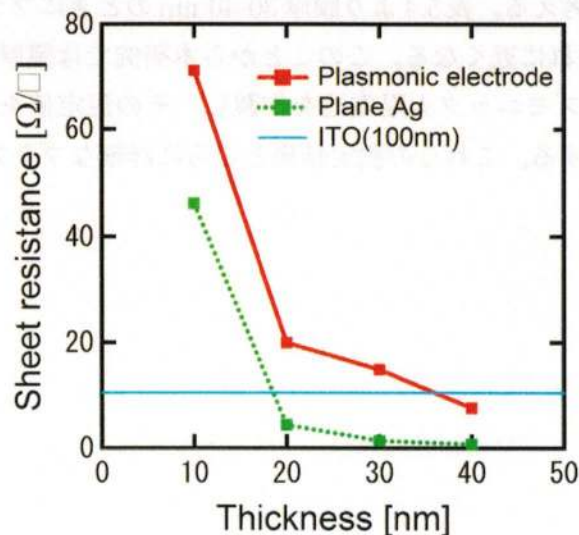 80
60
40
20
0
0
10
20
30
40
50
Sheet resistance [Ω/□]
Thickness [nm]
Plasmonic electrode
Plane Ag
ITO(100nm)